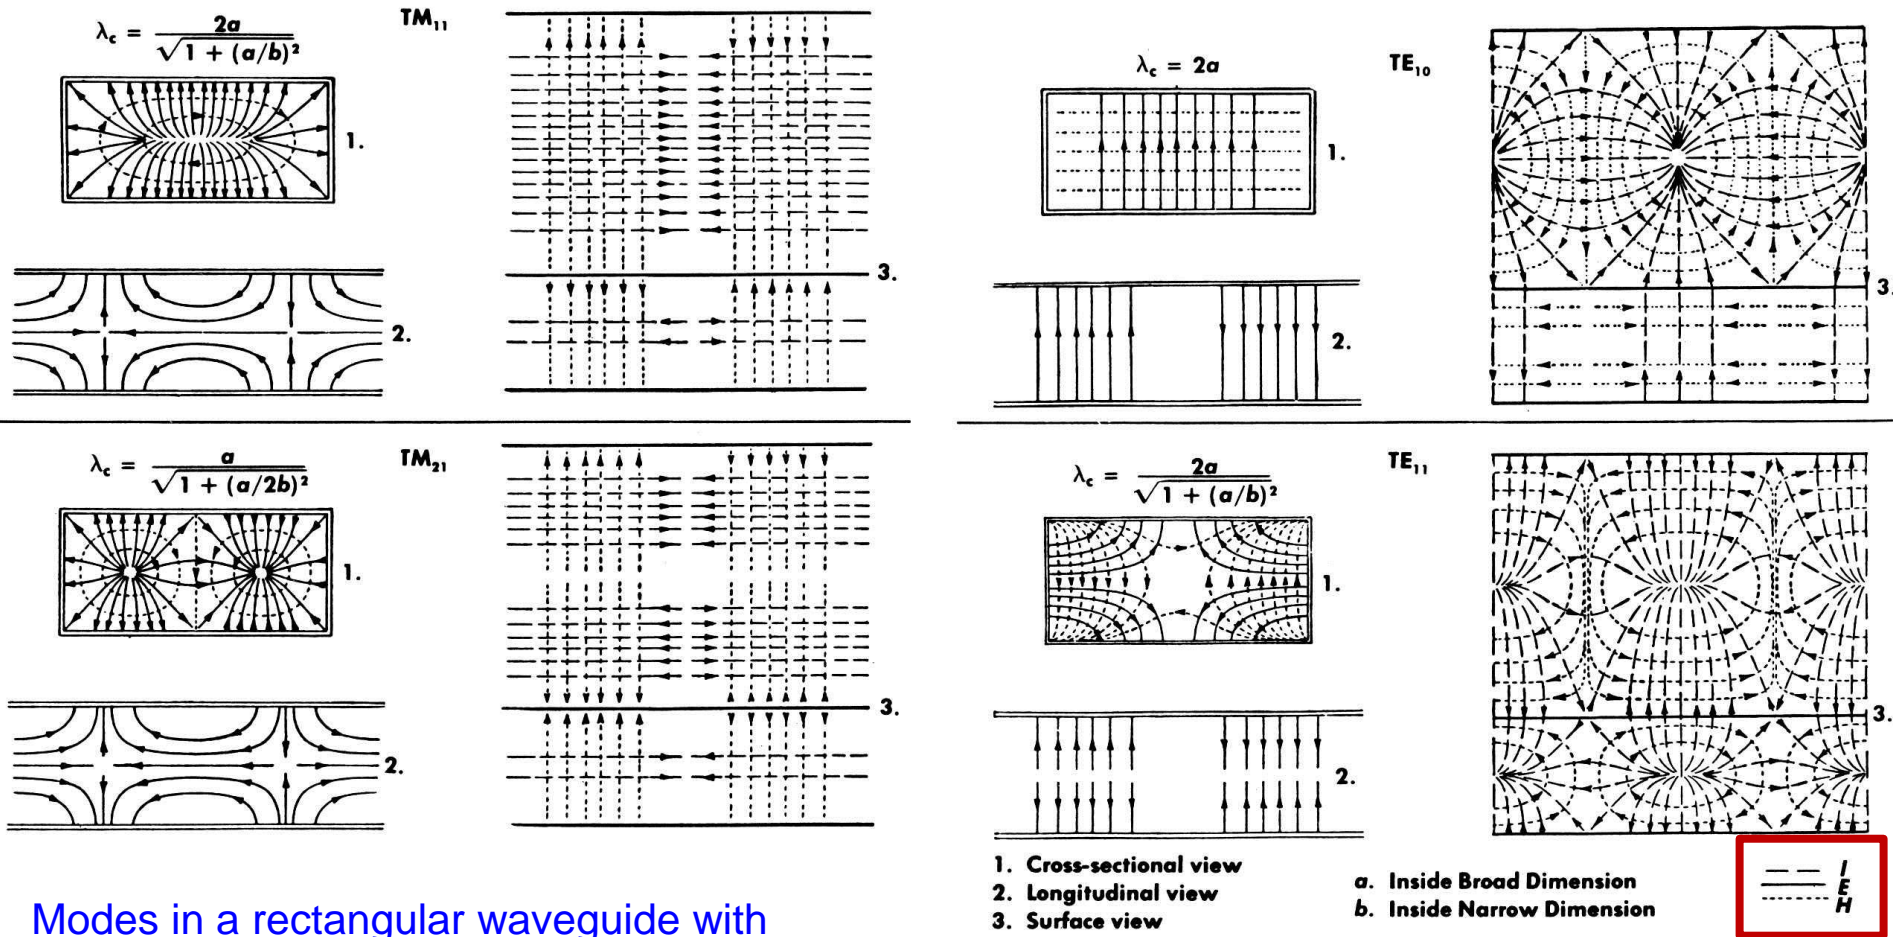 λc = 2a / √1 + (a/b)²
TM₁₁
1.
2.
3.
λc = 2a
TE₁₀
1.
2.
3.
λc = a / √1 + (a/2b)²
TM₂₁
1.
2.
3.
λc = 2a / √1 + (a/b)²
TE₁₁
1.
2.
3.
1. Cross-sectional view
2. Longitudinal view
3. Surface view
a. Inside Broad Dimension
b. Inside Narrow Dimension
I
E
H
Modes in a rectangular waveguide with